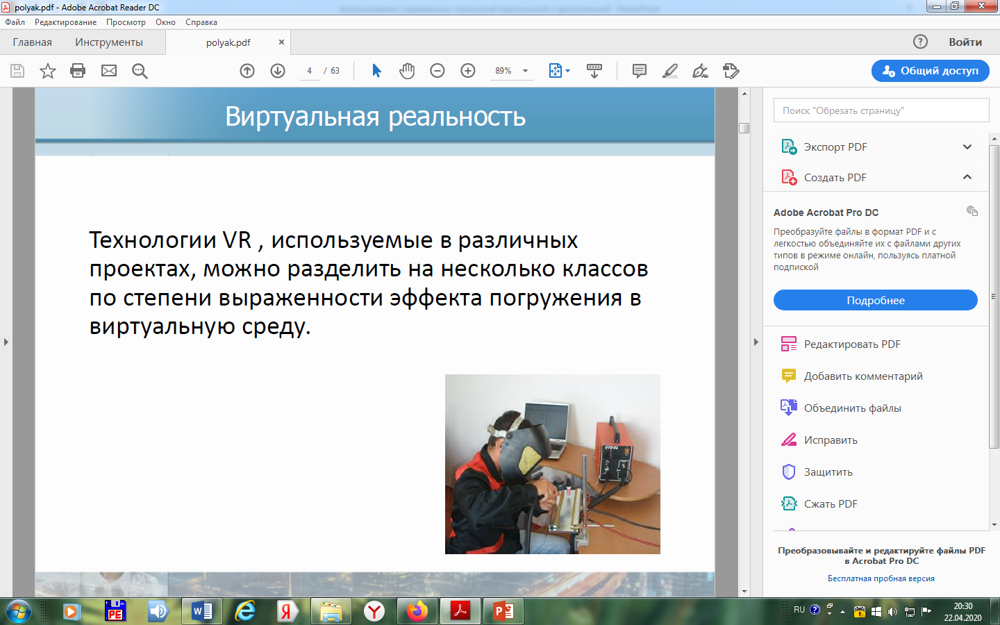 polyak.pdf - Adobe Acrobat Reader DC
Файл Редактирование Просмотр Окно Справка
Главная Инструменты polyak.pdf × Войти
4 / 63 89% Общий доступ
Виртуальная реальность
Технологии VR , используемые в различных
проектах, можно разделить на несколько классов
по степени выраженности эффекта погружения в
виртуальную среду.
Поиск "Обрезать страницу"
Экспорт PDF
Создать PDF
Adobe Acrobat Pro DC
Преобразуйте файлы в формат PDF и с
легкостью объединяйте их с файлами других
типов в режиме онлайн, пользуясь платной
подпиской
Подробнее
Редактировать PDF
Добавить комментарий
Объединить файлы
Исправить
Защитить
Сжать PDF
Преобразовывайте и редактируйте файлы PDF
в Acrobat Pro DC
Бесплатная пробная версия
RU
20:30
22.04.2020